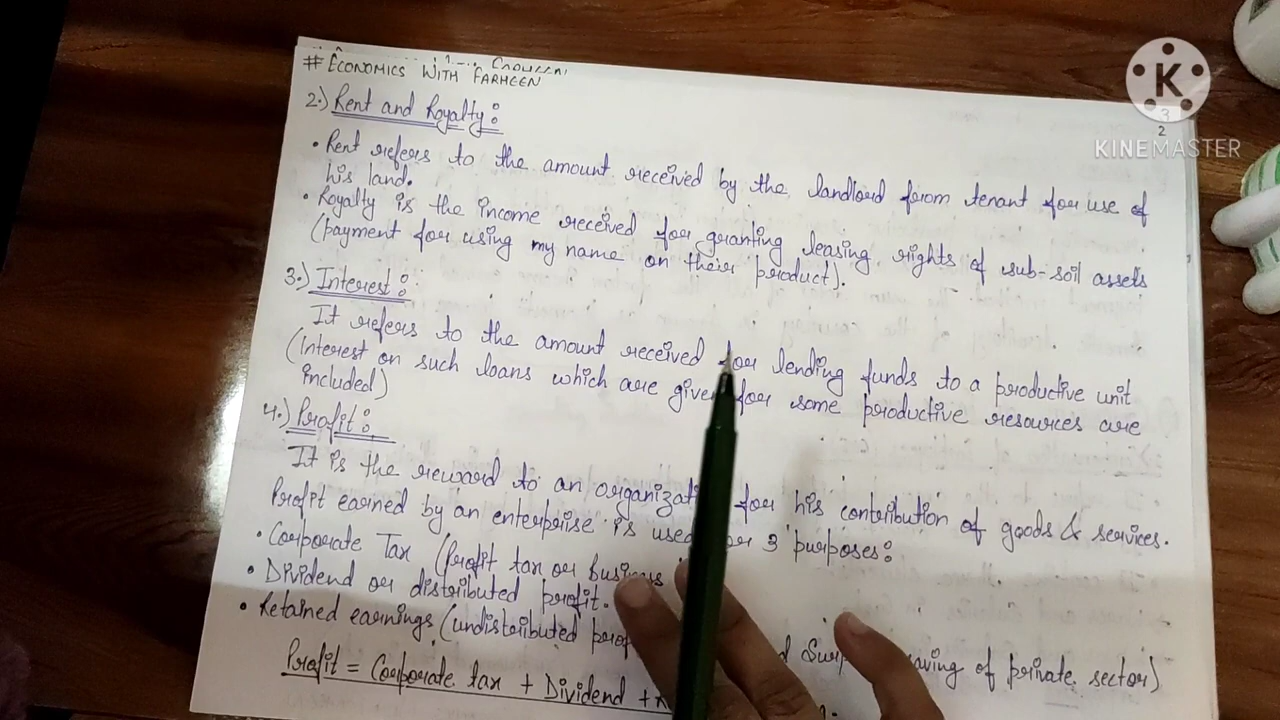 # ECONOMICS WITH FARHEEN
2.) Rent and Royalty:
• Rent refers to the amount received by the landlord from tenant for use of
his land.
• Royalty is the income received for granting leasing rights of sub-soil assets
(payment for using my name on their product).
3.) Interest:
It refers to the amount received for lending funds to a productive unit
(Interest on such loans which are given for some productive resources are
included)
4.) Profit:
It is the reward to an organization for his contribution of goods & services.
Profit earned by an enterprise is used for 3 purposes:
• Corporate Tax (Profit tax or business
• Dividend or distributed profit.
• Retained earnings (undistributed prof saving of private sector)
Profit = Corporate tax + Dividend +
K
3
2
KINEMASTER